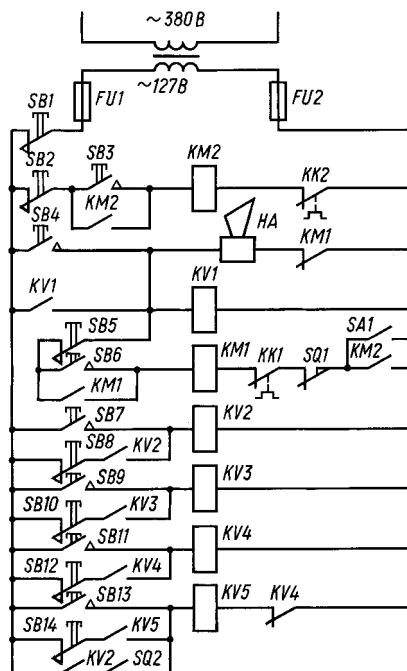 ~380В
~127В
FU1
FU2
SB1
SB2
SB3
KM2
KK2
KM2
SB4
HA
KM1
KV1
KV1
SB5
SB6
KM1
KM1
KK1
SQ1
SA1
KM2
SB7
KV2
SB8
KV2
SB9
KV3
SB10
KV3
SB11
KV4
SB12
KV4
SB13
KV5
KV4
SB14
KV5
KV2
SQ2